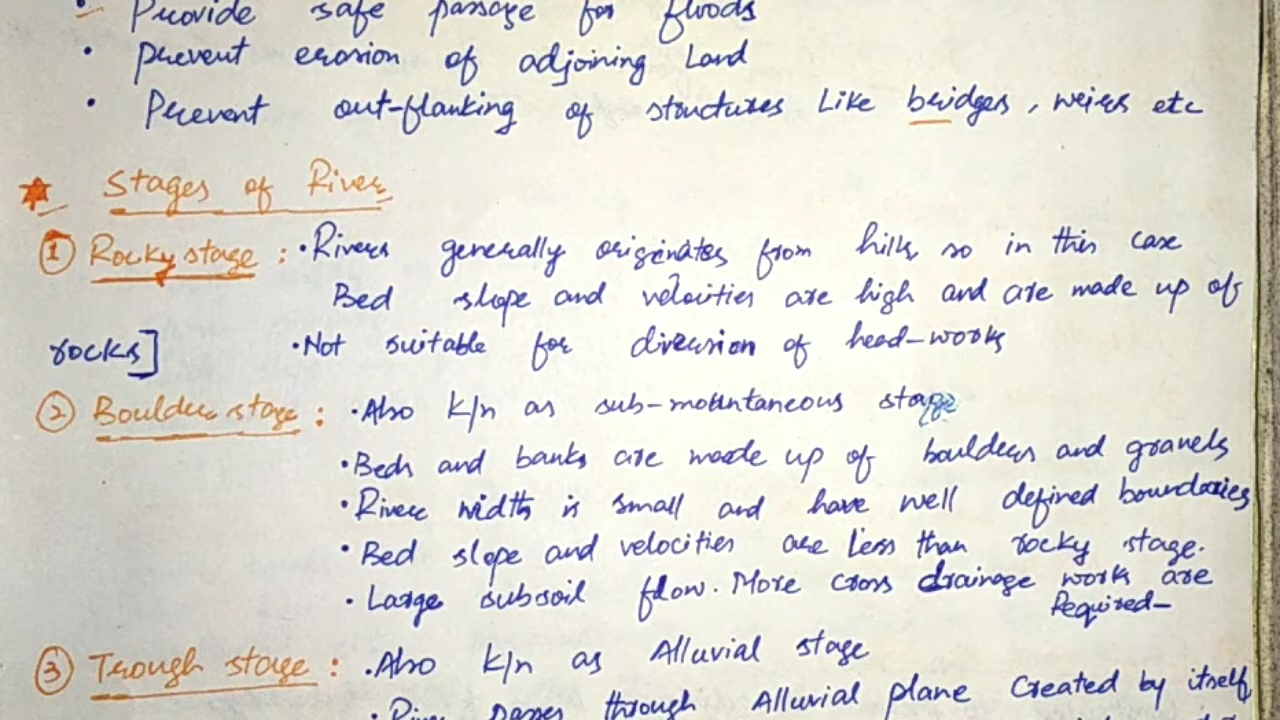 • Provide safe passage for floods
• prevent erosion of adjoining Land
• Prevent out-flanking of structures Like bridges, weirs etc
★ Stages of River
① Rocky stage : • Rivers generally originates from hills, so in this case
Bed slope and velocities are high and are made up of
rocks] • Not suitable for diversion of head-works
② Boulder stage : • Also k/n as sub-mountaneous stage
• Beds and banks are made up of boulders and gravels
• River width is small and have well defined boundaries
• Bed slope and velocities are Less than rocky stage.
• Large subsoil flow. More cross drainage works are
Required-
③ Trough stage : • Also k/n as Alluvial stage
• River passes through Alluvial plane Created by itself